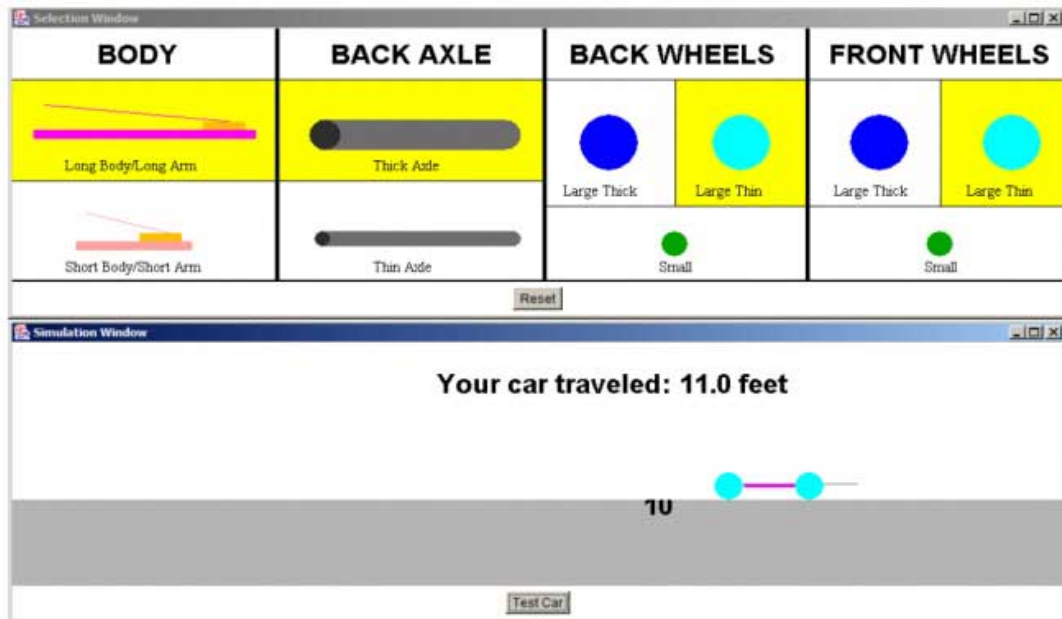 Selection Window
BODY
BACK AXLE
BACK WHEELS
FRONT WHEELS
Long Body/Long Arm
Thick Axle
Large Thick
Large Thin
Large Thick
Large Thin
Short Body/Short Arm
Thin Axle
Small
Small
Reset
Simulation Window
Your car traveled: 11.0 feet
10
Test Car